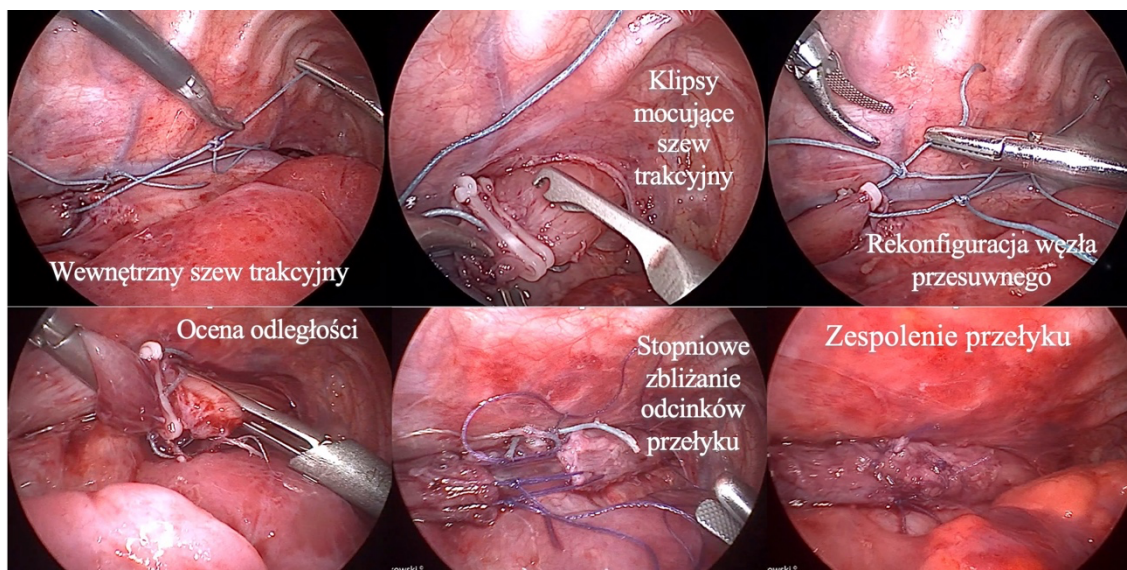 Wewnętrzny szew trakcyjny
Klipsy
mocujące
szew
trakcyjny
Rekonfiguracja węzła
przesuwnego
Ocena odległości
Stopniowe
zbliżanie
odcinków
przełyku
Zespolenie przełyku